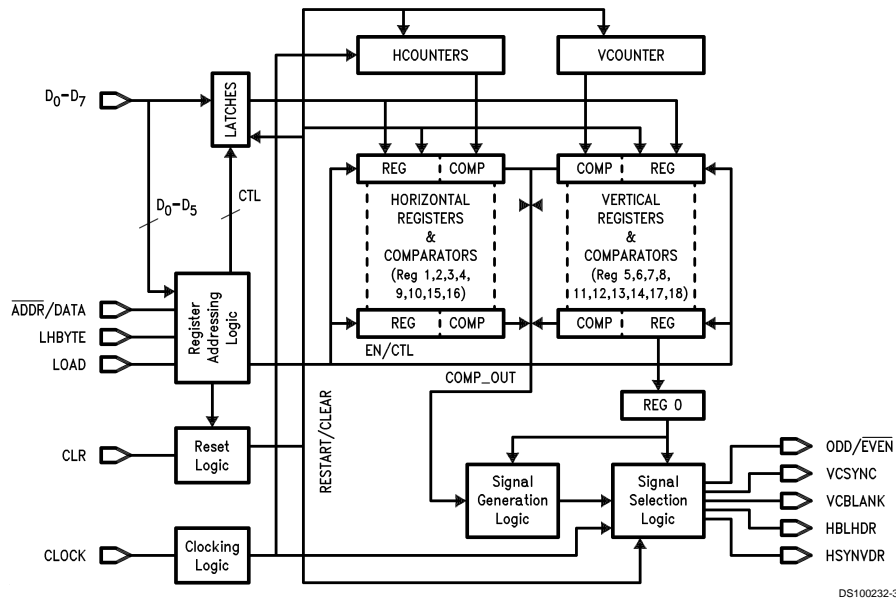 HCOUNTERS
VCOUNTER
D₀–D₇
LATCHES
REG
COMP
COMP
REG
D₀–D₅
CTL
HORIZONTAL
REGISTERS
&
COMPARATORS
(Reg 1,2,3,4,
9,10,15,16)
VERTICAL
REGISTERS
&
COMPARATORS
(Reg 5,6,7,8,
11,12,13,14,17,18)
A̅D̅D̅R̅/DATA
LHBYTE
LOAD
Register
Addressing
Logic
REG
COMP
COMP
REG
EN/CTL
COMP_OUT
RESTART/CLEAR
REG 0
CLR
Reset
Logic
Signal
Generation
Logic
Signal
Selection
Logic
ODD/E̅V̅E̅N̅
VCSYNC
VCBLANK
HBLHDR
HSYNVDR
CLOCK
Clocking
Logic
DS100232-3